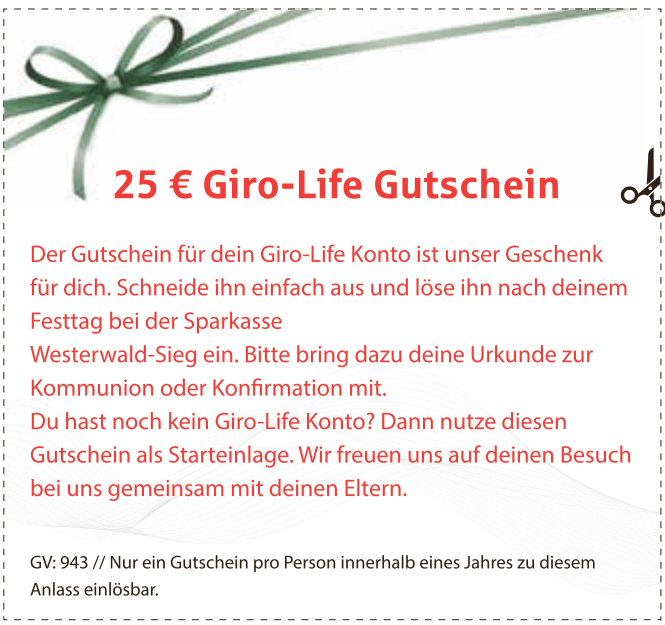 25 € Giro-Life Gutschein
Der Gutschein für dein Giro-Life Konto ist unser Geschenk
für dich. Schneide ihn einfach aus und löse ihn nach deinem
Festtag bei der Sparkasse
Westerwald-Sieg ein. Bitte bring dazu deine Urkunde zur
Kommunion oder Konfirmation mit.
Du hast noch kein Giro-Life Konto? Dann nutze diesen
Gutschein als Starteinlage. Wir freuen uns auf deinen Besuch
bei uns gemeinsam mit deinen Eltern.
GV: 943 // Nur ein Gutschein pro Person innerhalb eines Jahres zu diesem
Anlass einlösbar.